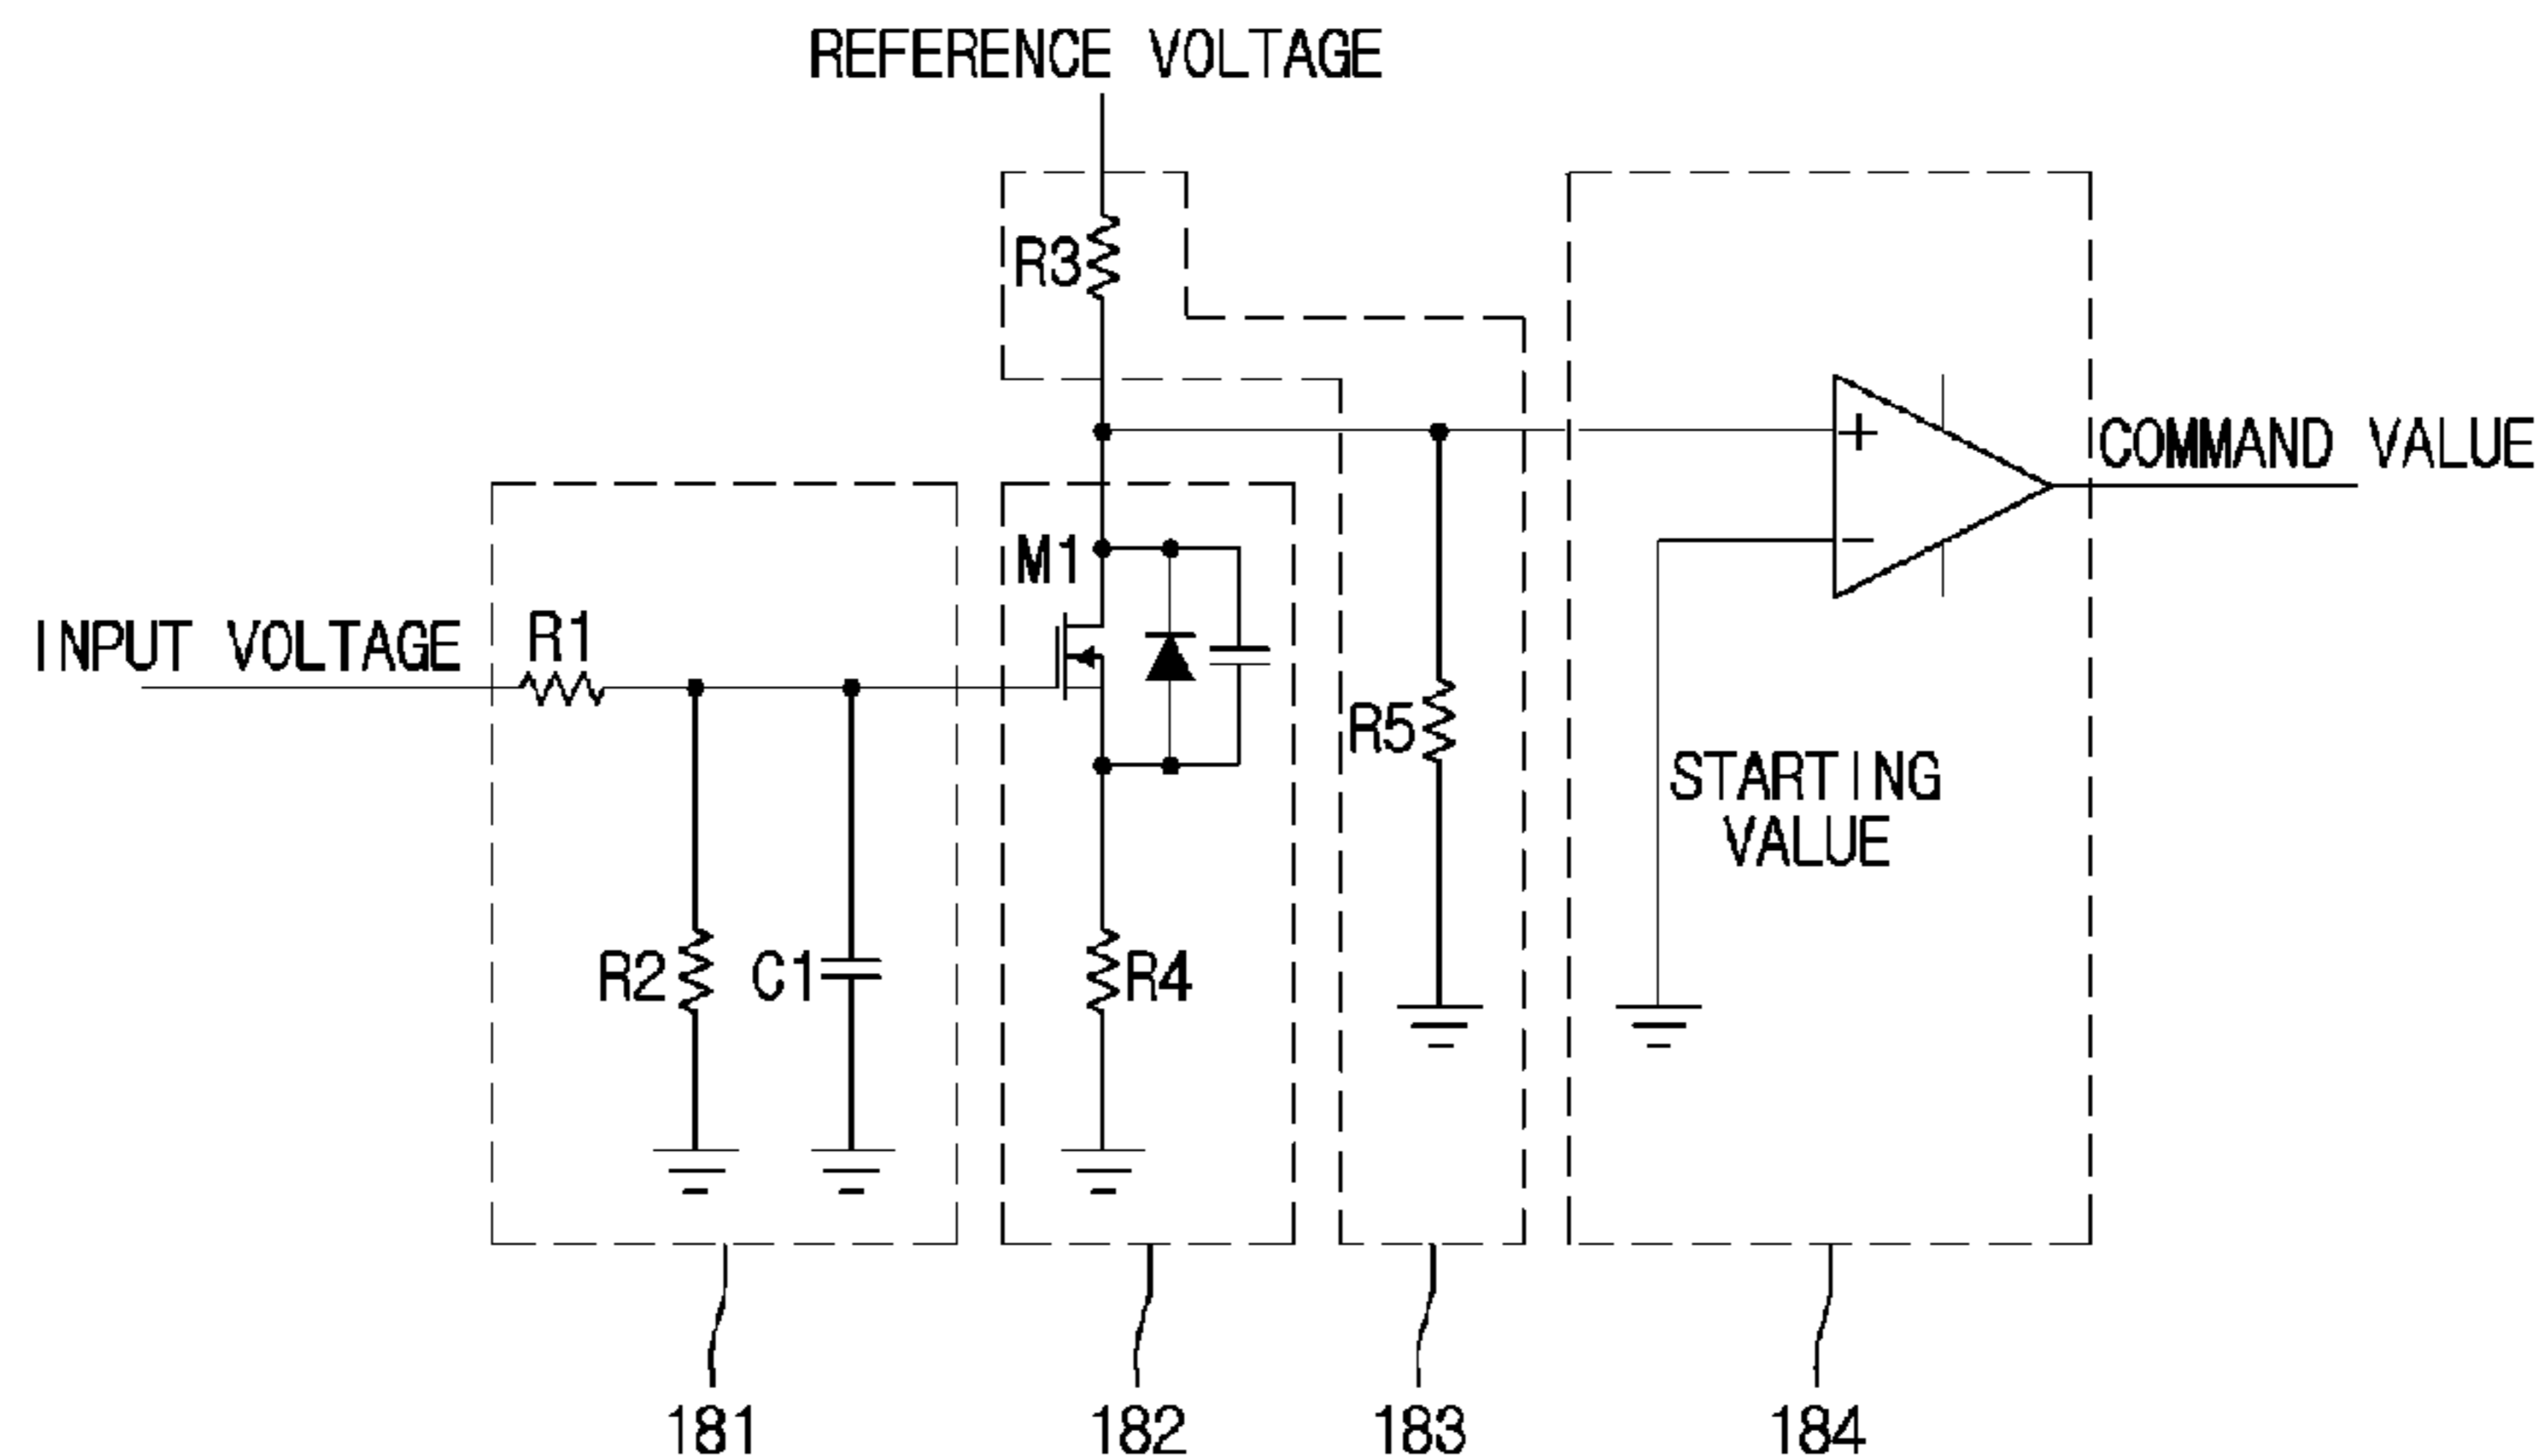 REFERENCE VOLTAGE
R3
COMMAND VALUE
M1
INPUT VOLTAGE
R1
+
−
R5
STARTING
VALUE
R2
C1
R4
181
182
183
184